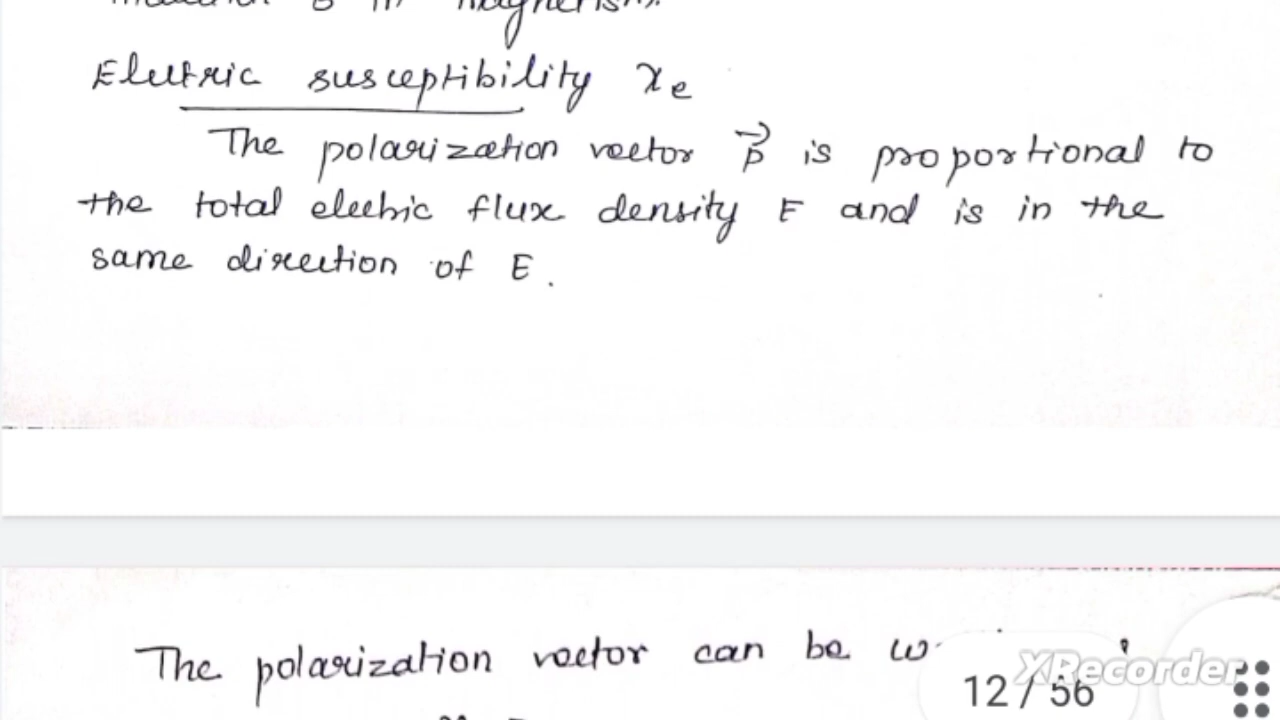 Electric susceptibility χe
The polarization vector P⃗ is proportional to
the total electric flux density E and is in the
same direction of E.
The polarization vector can be
XRecorder
12 / 56